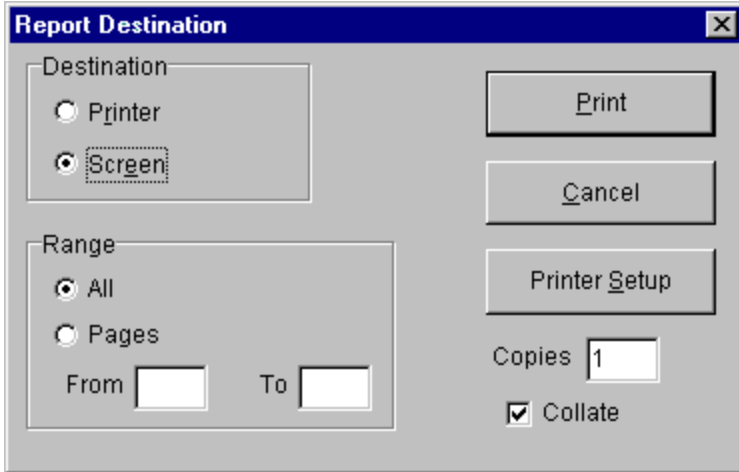 Report Destination
Destination
Printer
Screen
Range
All
Pages
From To
Print
Cancel
Printer Setup
Copies 1
Collate